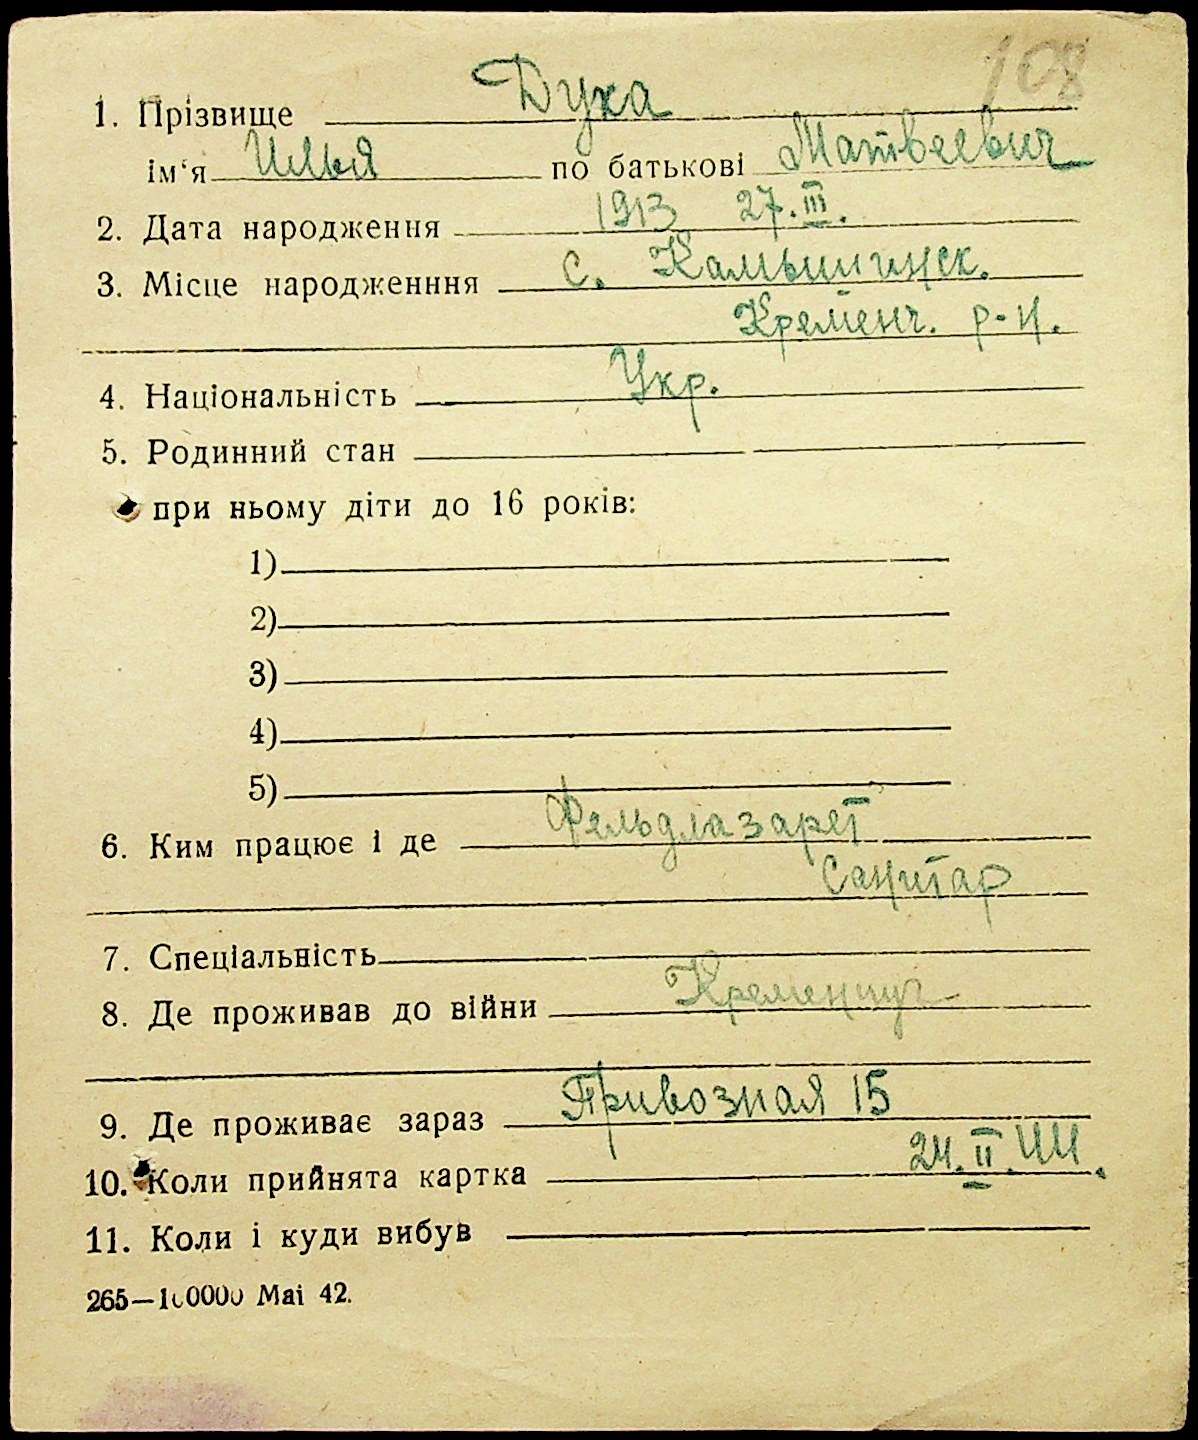 108
1. Прізвище Дука
ім'я Илья по батькові Матвеевич
2. Дата народження 1913 27.III.
3. Місце народженння с. Камышинск.
Кременч. р-н.
4. Національність Укр.
5. Родинний стан
при ньому діти до 16 років:
1)
2)
3)
4)
5)
6. Ким працює і де Фельдлазарет
Санитар
7. Спеціальність
8. Де проживав до війни Кременчуг
9. Де проживає зараз Привозная 15
10. Коли прийнята картка 24.II.44.
11. Коли і куди вибув
265—100000 Mai 42.